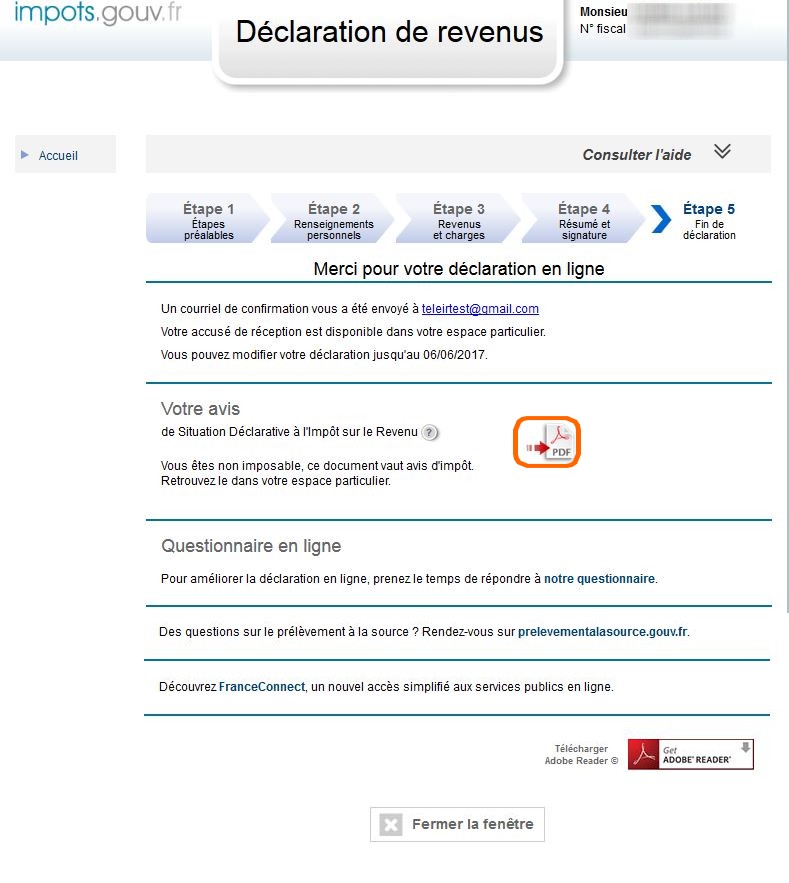 impots.gouv.fr
Déclaration de revenus
Monsieu
N° fiscal
Accueil
Consulter l'aide
Étape 1
Étapes
préalables
Étape 2
Renseignements
personnels
Étape 3
Revenus
et charges
Étape 4
Résumé et
signature
Étape 5
Fin de
déclaration
Merci pour votre déclaration en ligne
Un courriel de confirmation vous a été envoyé à teleirtest@gmail.com
Votre accusé de réception est disponible dans votre espace particulier.
Vous pouvez modifier votre déclaration jusqu'au 06/06/2017.
Votre avis
de Situation Déclarative à l'Impôt sur le Revenu ?
PDF
Vous êtes non imposable, ce document vaut avis d'impôt.
Retrouvez le dans votre espace particulier.
Questionnaire en ligne
Pour améliorer la déclaration en ligne, prenez le temps de répondre à notre questionnaire.
Des questions sur le prélèvement à la source ? Rendez-vous sur prelevementalasource.gouv.fr.
Découvrez FranceConnect, un nouvel accès simplifié aux services publics en ligne.
Télécharger
Adobe Reader ©
Get
ADOBE® READER®
Fermer la fenêtre